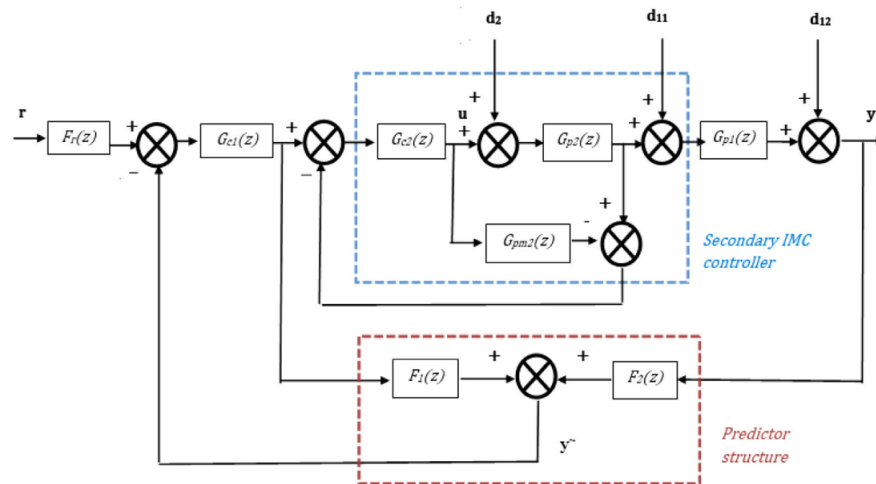 d₂
d₁₁
d₁₂
r
u
y
Fr(z)
+
−
Gc1(z)
+
−
Gc2(z)
+
+
Gp2(z)
+
+
Gp1(z)
+
+
+
-
Gpm2(z)
Secondary IMC
controller
F1(z)
+
+
F2(z)
y~
Predictor
structure